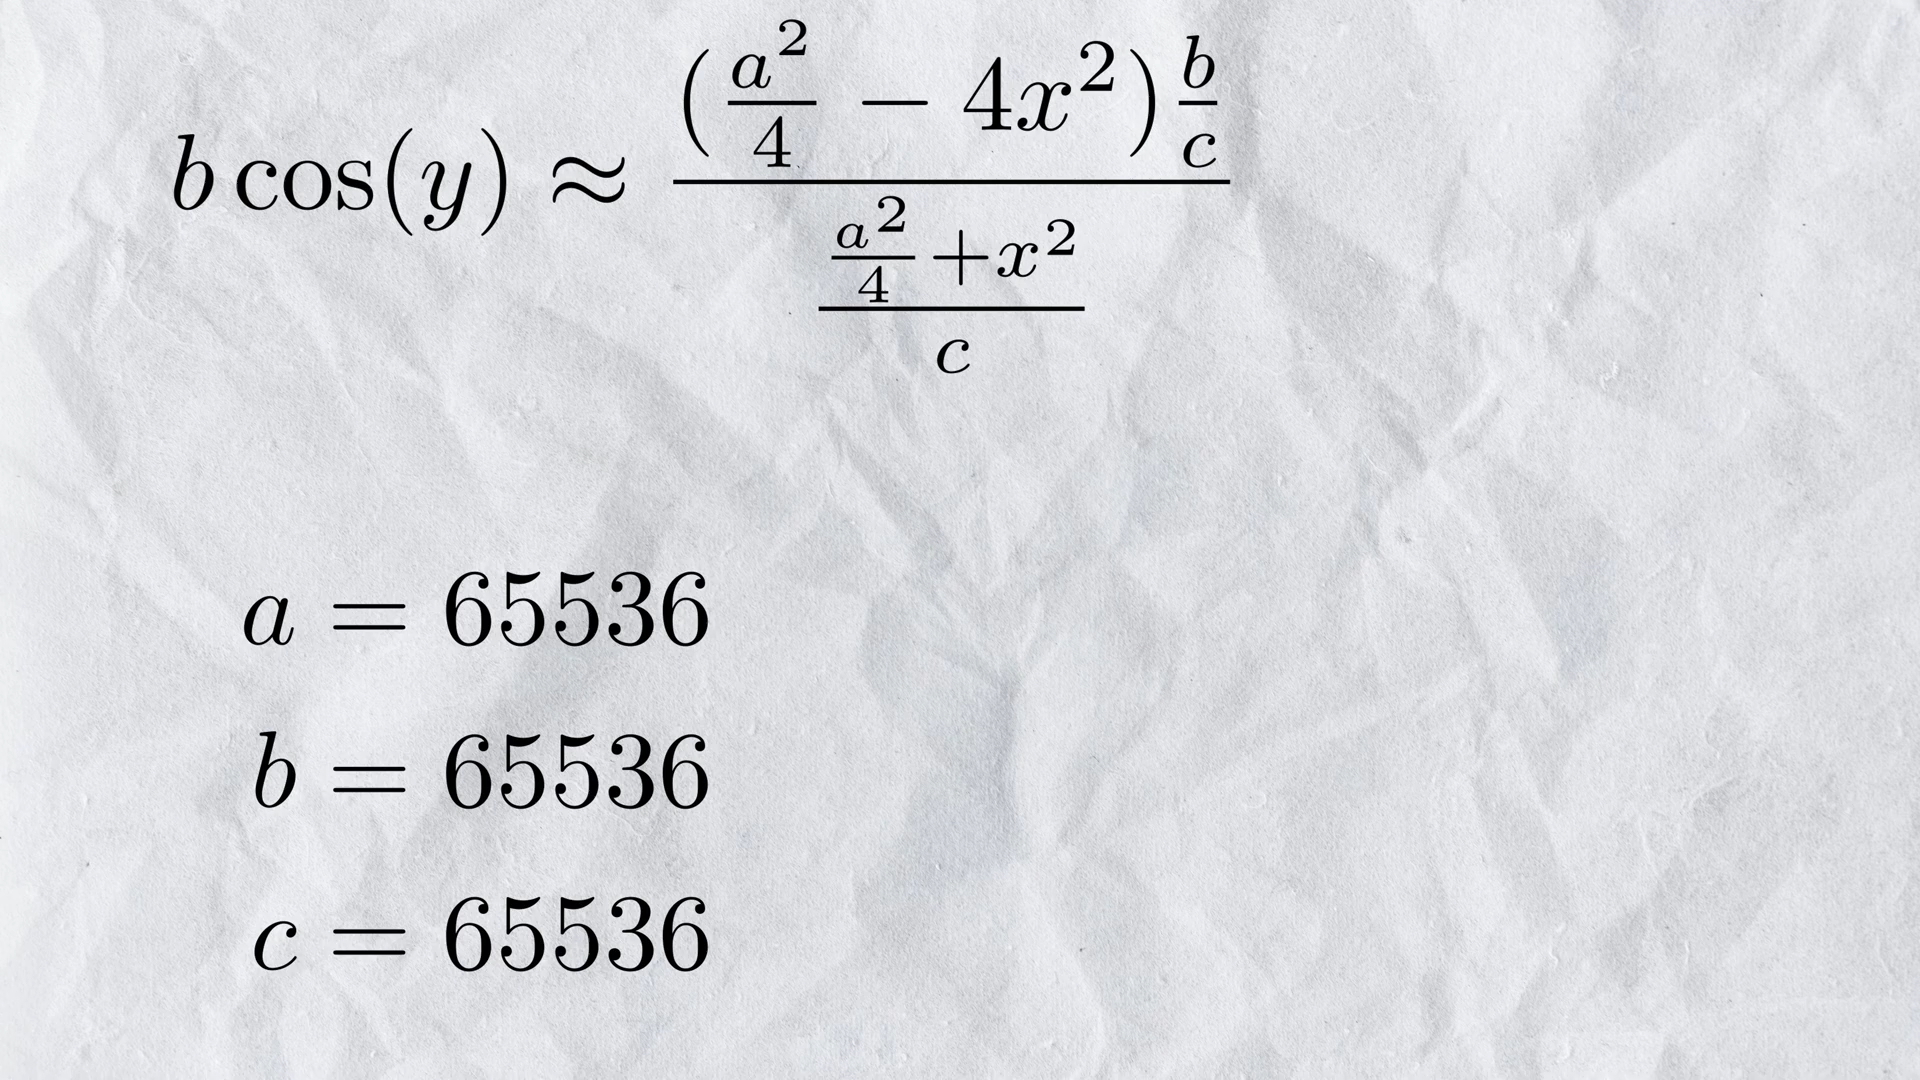 b cos(y) ≈ ((a²/4 − 4x²) b/c) / ((a²/4 + x²)/c)
a = 65536
b = 65536
c = 65536